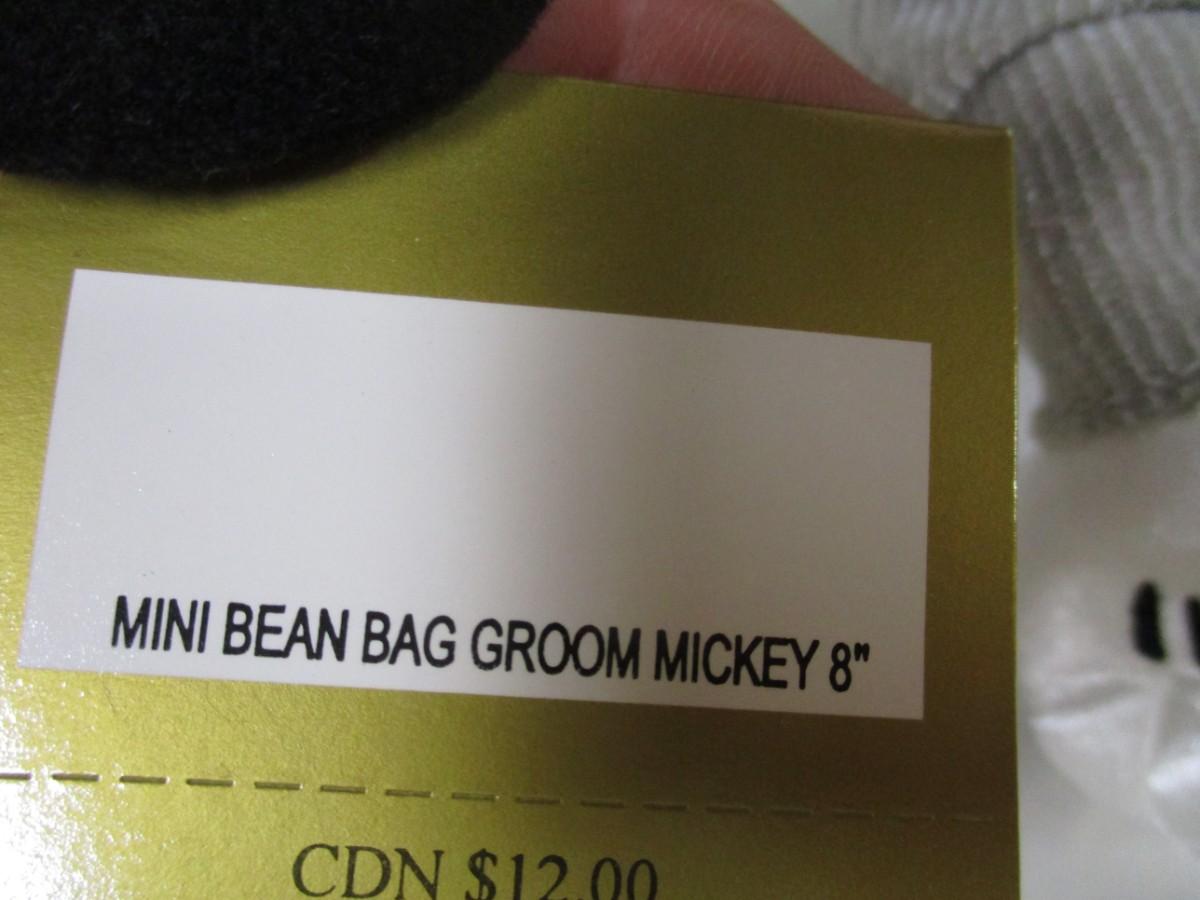 MINI BEAN BAG GROOM MICKEY 8"
CDN $12.00